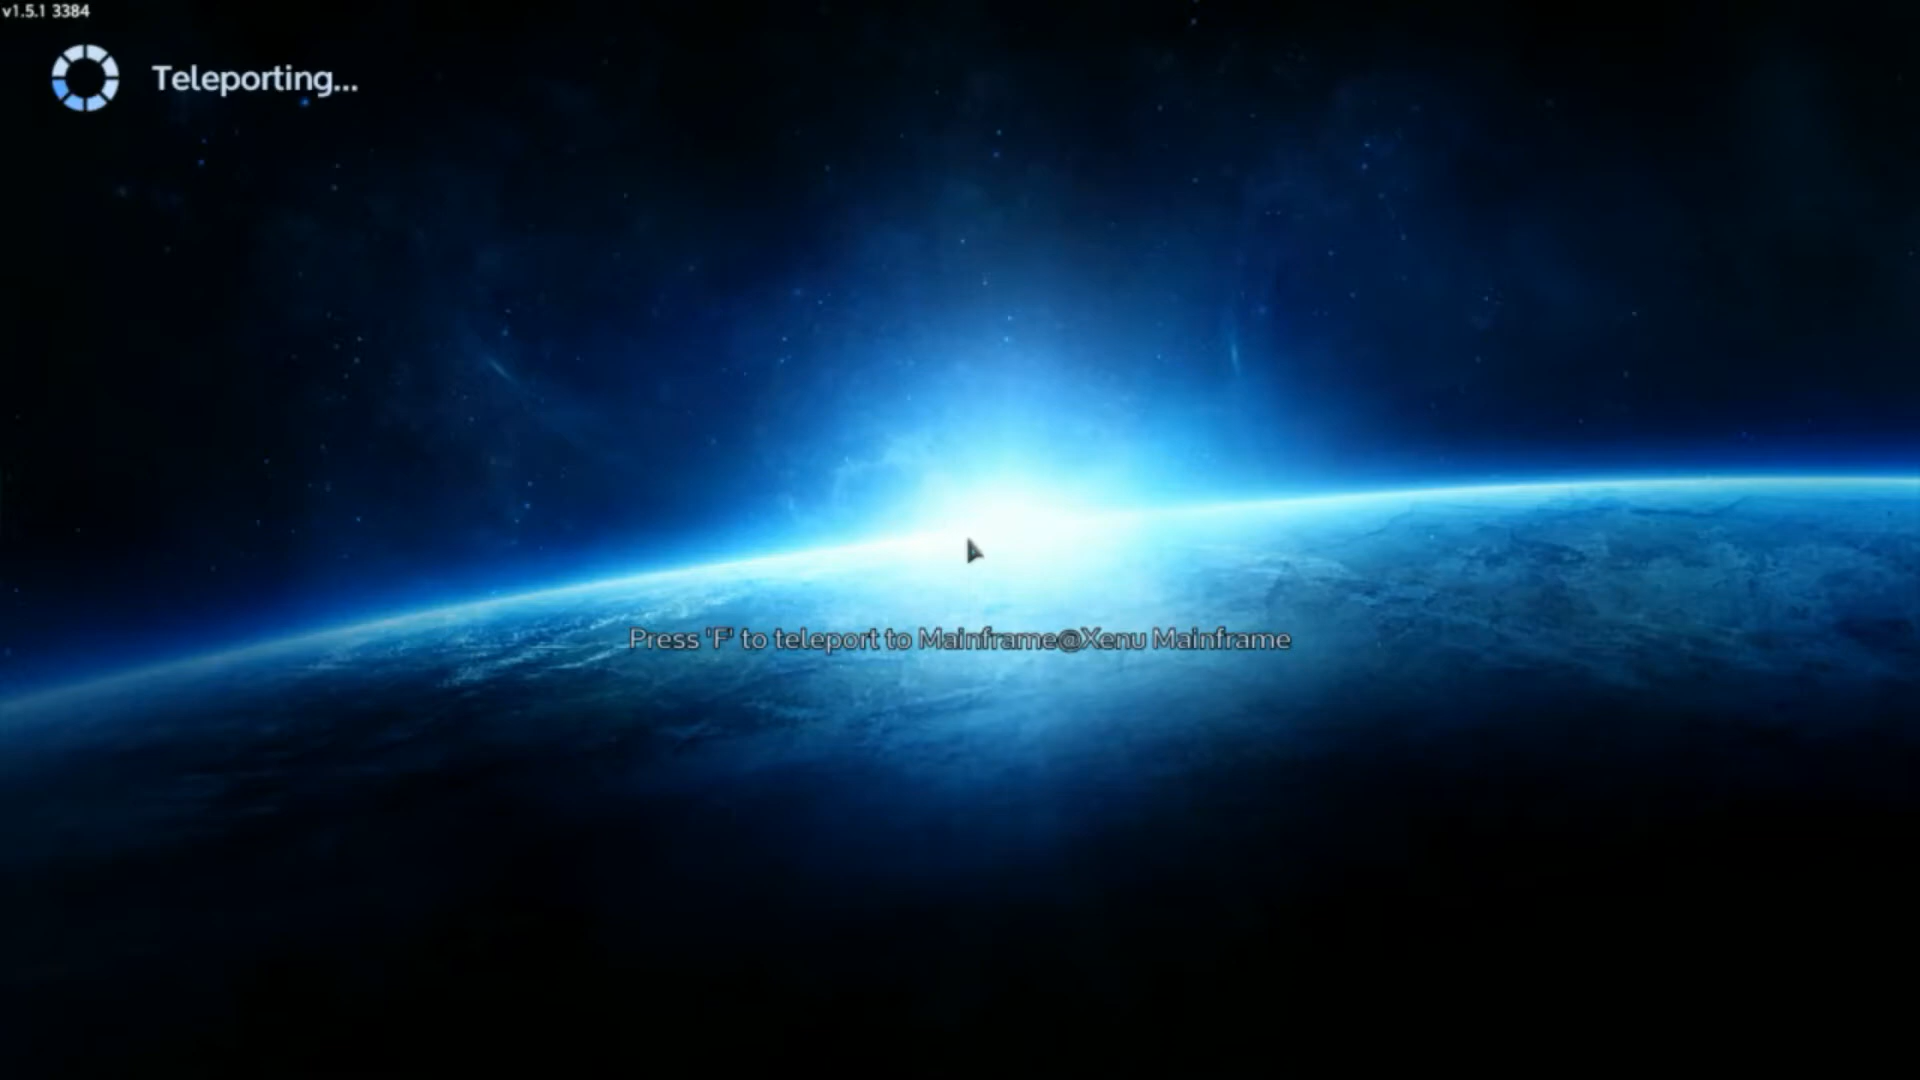 v1.5.1 3384
Teleporting...
Press 'F' to teleport to Mainframe@Xenu Mainframe